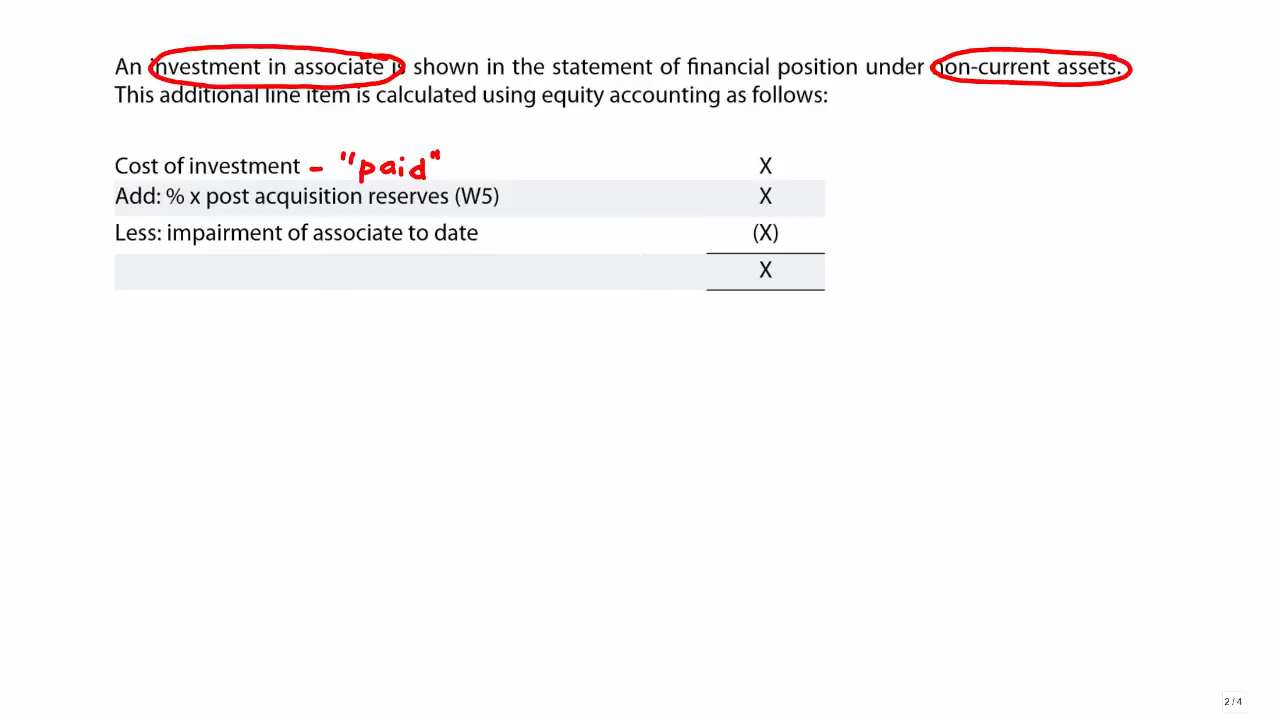 An investment in associate is shown in the statement of financial position under non-current assets.
This additional line item is calculated using equity accounting as follows:
Cost of investment - "paid" X
Add: % x post acquisition reserves (W5) X
Less: impairment of associate to date (X)
X
2 / 4